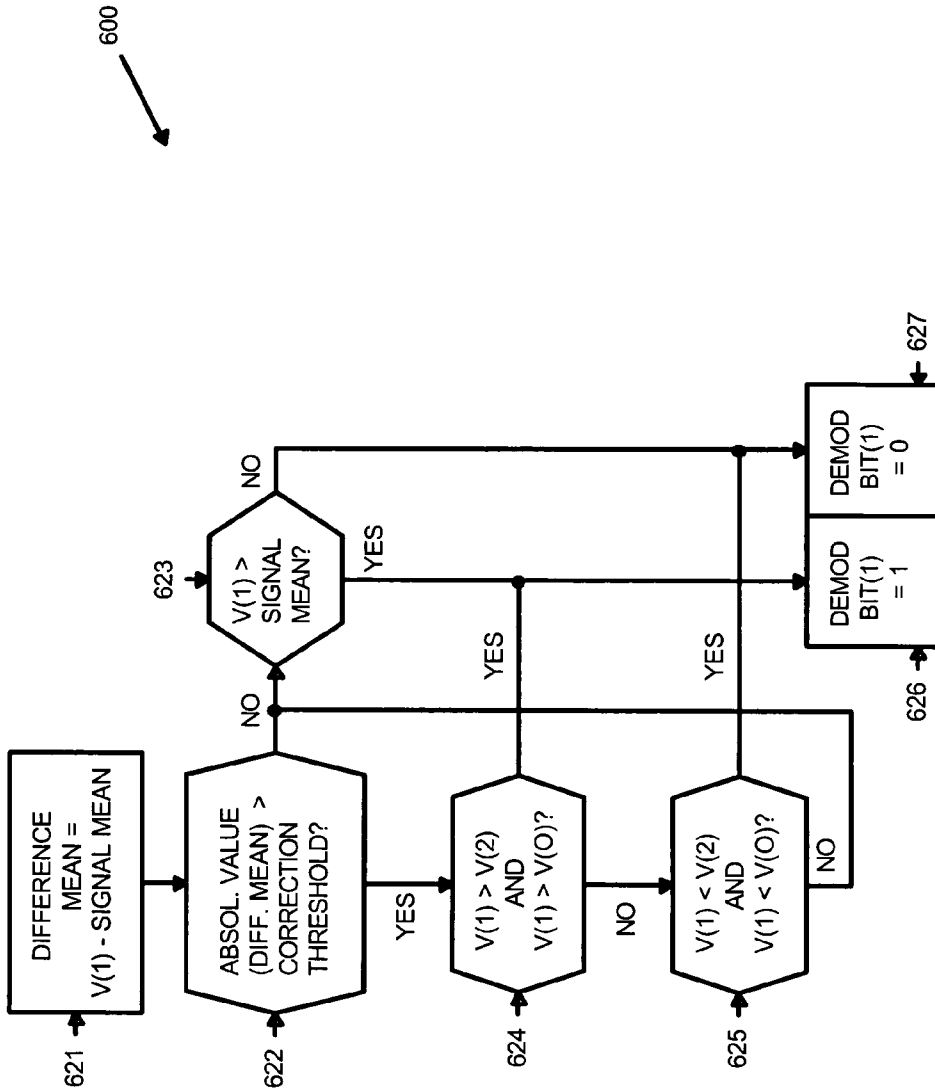 600
621
DIFFERENCE
MEAN =
V(1) - SIGNAL MEAN
622
ABSOL. VALUE
(DIFF. MEAN) >
CORRECTION
THRESHOLD?
NO
YES
623
V(1) >
SIGNAL
MEAN?
NO
YES
624
V(1) > V(2)
AND
V(1) > V(O)?
YES
NO
625
V(1) < V(2)
AND
V(1) < V(O)?
YES
NO
626
DEMOD
BIT(1)
= 1
DEMOD
BIT(1)
= 0
627